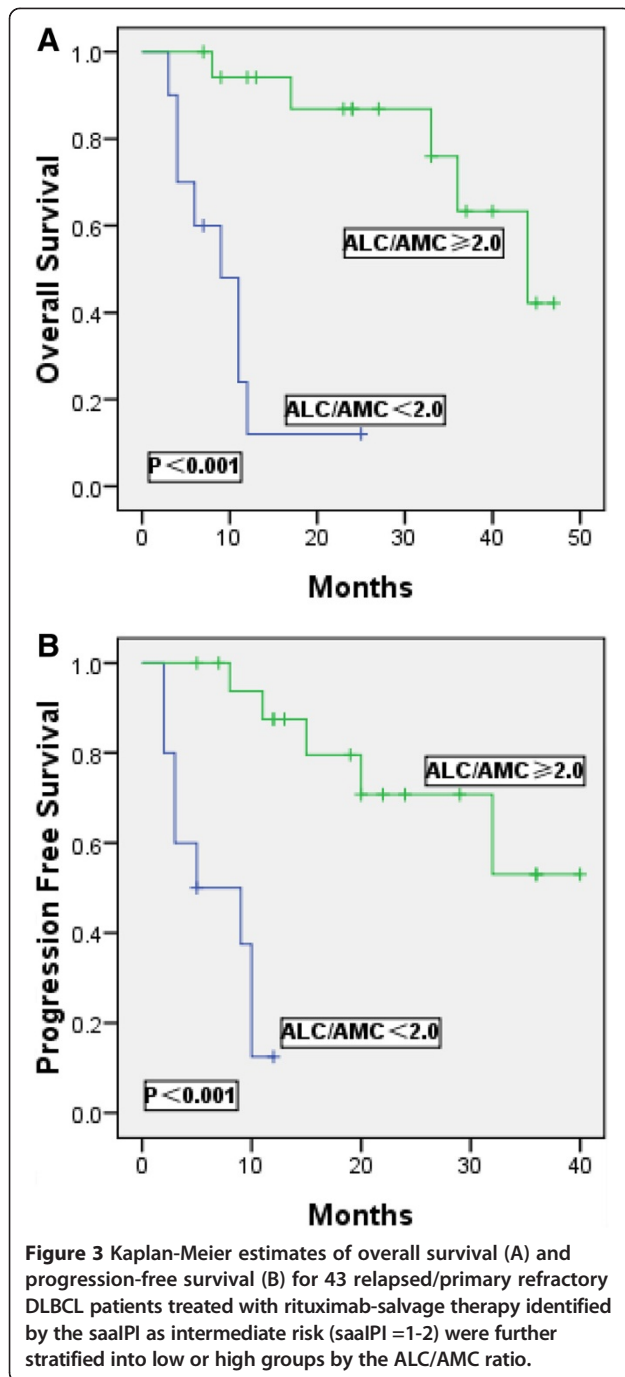 A
1.0
0.8
0.6
0.4
0.2
0.0
Overall Survival
ALC/AMC≥2.0
ALC/AMC<2.0
P<0.001
0 10 20 30 40 50
Months
B
1.0
0.8
0.6
0.4
0.2
0.0
Progression Free Survival
ALC/AMC≥2.0
ALC/AMC<2.0
P<0.001
0 10 20 30 40
Months
Figure 3 Kaplan-Meier estimates of overall survival (A) and
progression-free survival (B) for 43 relapsed/primary refractory
DLBCL patients treated with rituximab-salvage therapy identified
by the saaIPI as intermediate risk (saaIPI =1-2) were further
stratified into low or high groups by the ALC/AMC ratio.